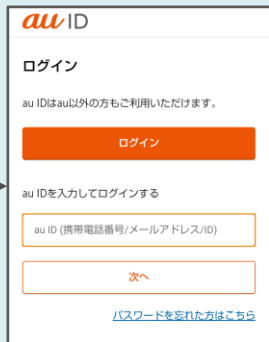 au ID
ログイン
au IDはau以外の方もご利用いただけます。
ログイン
au IDを入力してログインする
au ID (携帯電話番号/メールアドレス/ID)
次へ
パスワードを忘れた方はこちら